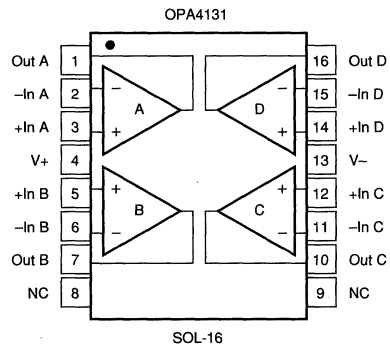 OPA4131
Out A 1 16 Out D
–In A 2 – – 15 –In D
A D
+In A 3 + + 14 +In D
V+ 4 13 V–
+In B 5 + + 12 +In C
B C
–In B 6 – – 11 –In C
Out B 7 10 Out C
NC 8 9 NC
SOL-16